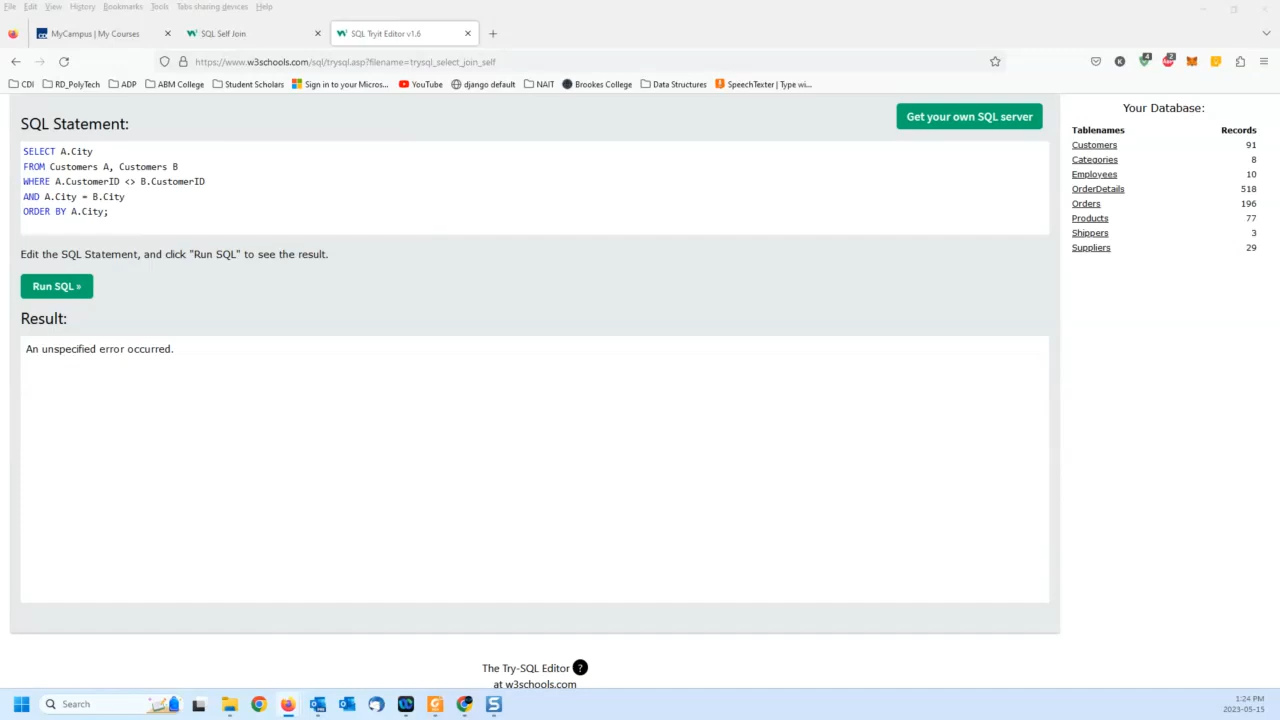 File Edit View History Bookmarks Tools Tabs sharing devices Help
MyCampus | My Courses
SQL Self Join
SQL Tryit Editor v1.6
https://www.w3schools.com/sql/trysql.asp?filename=trysql_select_join_self
CDI RD_PolyTech ADP ABM College Student Scholars Sign in to your Micros... YouTube django default NAIT Brookes College Data Structures SpeechTexter | Type wi...
SQL Statement:
Get your own SQL server
SELECT A.City
FROM Customers A, Customers B
WHERE A.CustomerID <> B.CustomerID
AND A.City = B.City
ORDER BY A.City;
Edit the SQL Statement, and click "Run SQL" to see the result.
Run SQL »
Result:
An unspecified error occurred.
The Try-SQL Editor ?
at w3schools.com
Your Database:
Tablenames Records
Customers 91
Categories 8
Employees 10
OrderDetails 518
Orders 196
Products 77
Shippers 3
Suppliers 29
Search
1:24 PM
2023-05-15